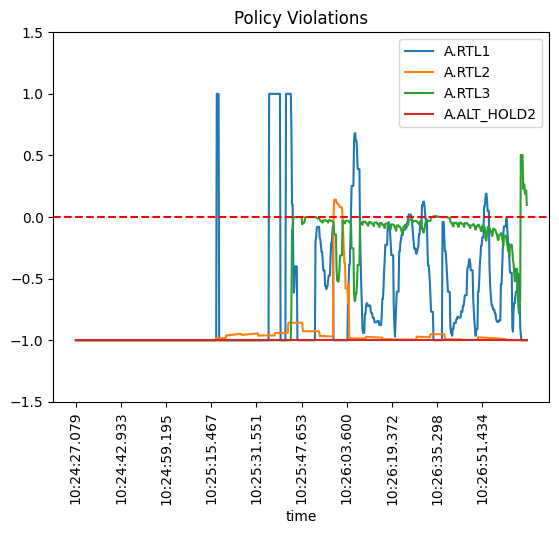 Policy Violations
1.5
1.0
0.5
0.0
−0.5
−1.0
−1.5
A.RTL1
A.RTL2
A.RTL3
A.ALT_HOLD2
10:24:27.079
10:24:42.933
10:24:59.195
10:25:15.467
10:25:31.551
10:25:47.653
10:26:03.600
10:26:19.372
10:26:35.298
10:26:51.434
time